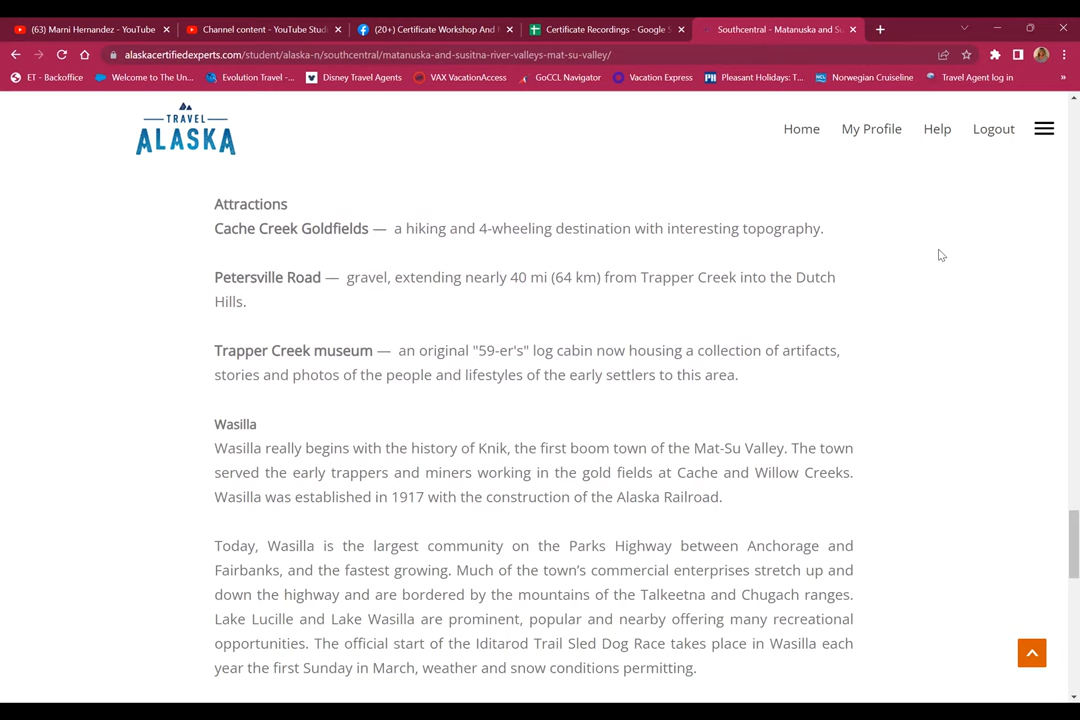 (63) Marni Hernandez - YouTube
Channel content - YouTube Stud
(20+) Certificate Workshop And
Certificate Recordings - Google S
Southcentral - Matanuska and Su
alaskacertifiedexperts.com/student/alaska-n/southcentral/matanuska-and-susitna-river-valleys-mat-su-valley/
ET - Backoffice
Welcome to The Un...
Evolution Travel -...
Disney Travel Agents
VAX VacationAccess
GoCCL Navigator
Vacation Express
Pleasant Holidays: T...
Norwegian Cruiseline
Travel Agent log in
»
TRAVEL
ALASKA
Home
My Profile
Help
Logout
Attractions
Cache Creek Goldfields — a hiking and 4-wheeling destination with interesting topography.
Petersville Road — gravel, extending nearly 40 mi (64 km) from Trapper Creek into the Dutch
Hills.
Trapper Creek museum — an original "59-er's" log cabin now housing a collection of artifacts,
stories and photos of the people and lifestyles of the early settlers to this area.
Wasilla
Wasilla really begins with the history of Knik, the first boom town of the Mat-Su Valley. The town
served the early trappers and miners working in the gold fields at Cache and Willow Creeks.
Wasilla was established in 1917 with the construction of the Alaska Railroad.
Today, Wasilla is the largest community on the Parks Highway between Anchorage and
Fairbanks, and the fastest growing. Much of the town's commercial enterprises stretch up and
down the highway and are bordered by the mountains of the Talkeetna and Chugach ranges.
Lake Lucille and Lake Wasilla are prominent, popular and nearby offering many recreational
opportunities. The official start of the Iditarod Trail Sled Dog Race takes place in Wasilla each
year the first Sunday in March, weather and snow conditions permitting.